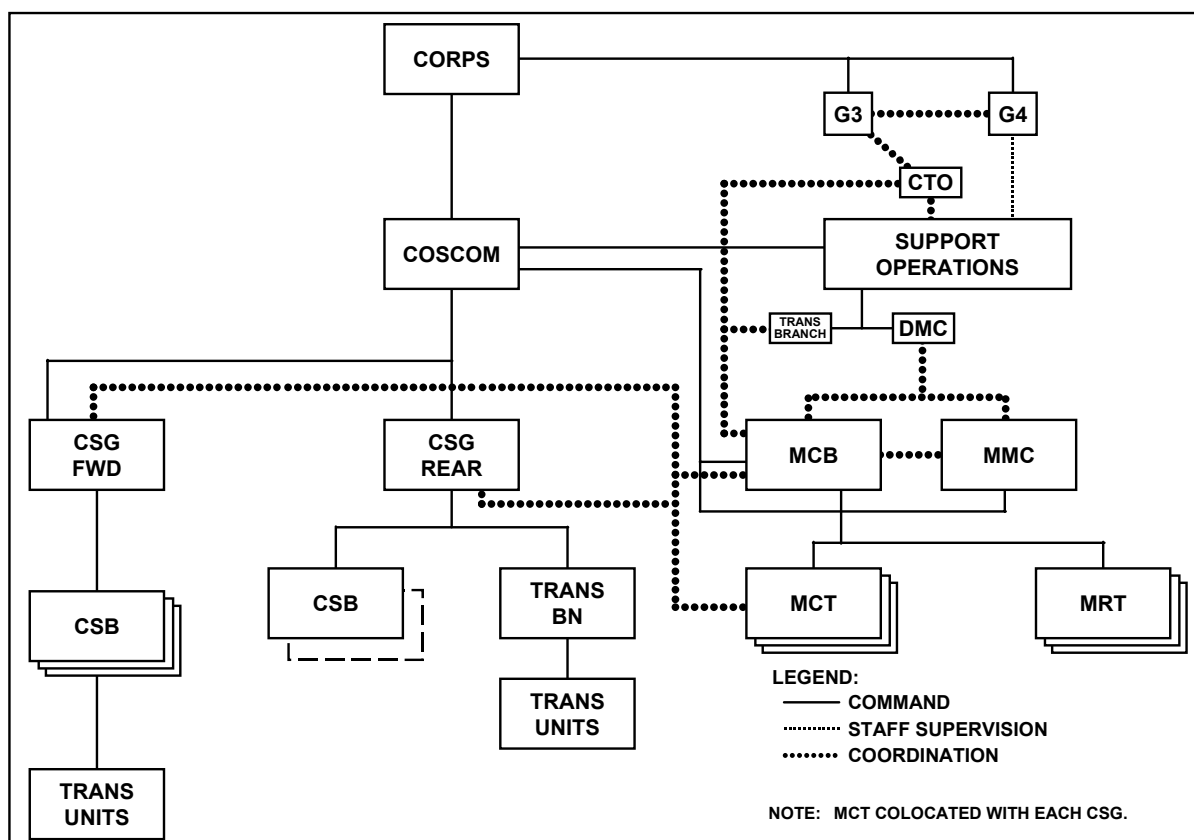 CORPS
G3
G4
CTO
COSCOM
SUPPORT
OPERATIONS
TRANS
BRANCH
DMC
CSG
FWD
CSG
REAR
MCB
MMC
CSB
CSB
TRANS
BN
MCT
MRT
TRANS
UNITS
TRANS
UNITS
LEGEND:
COMMAND
STAFF SUPERVISION
COORDINATION
NOTE: MCT COLOCATED WITH EACH CSG.